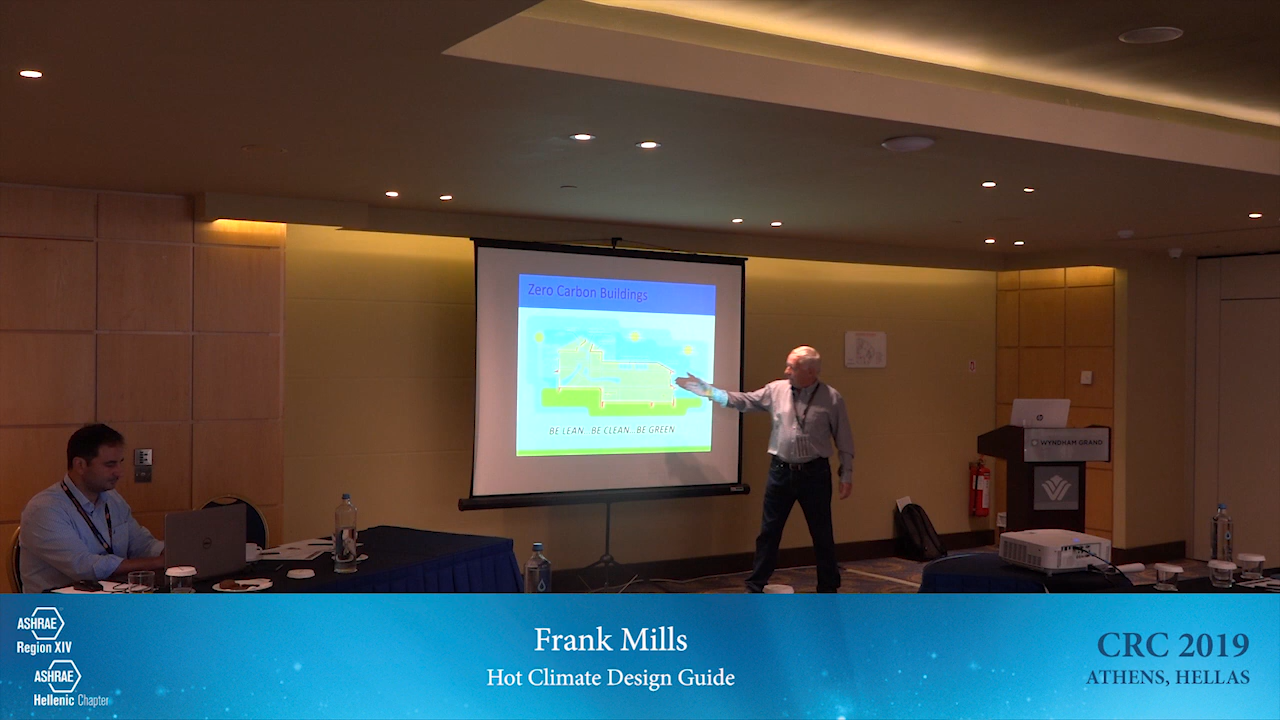 Zero Carbon Buildings
BE LEAN...BE CLEAN...BE GREEN
WYNDHAM GRAND
hp
ASHRAE
Region XIV
ASHRAE
Hellenic Chapter
Frank Mills
Hot Climate Design Guide
CRC 2019
ATHENS, HELLAS